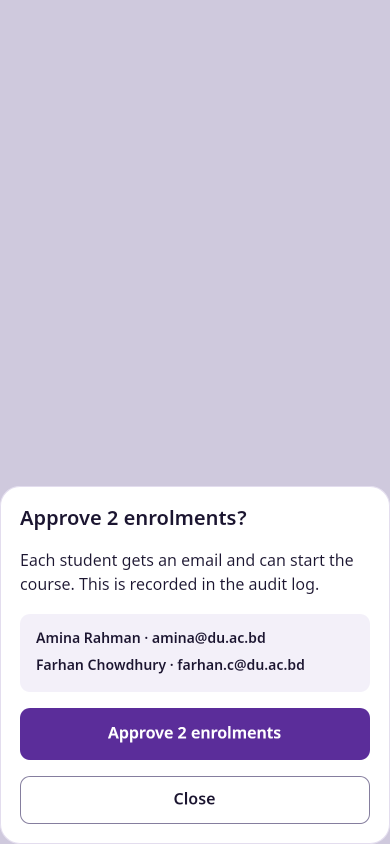 Approve 2 enrolments?
Each student gets an email and can start the
course. This is recorded in the audit log.
Amina Rahman · amina@du.ac.bd
Farhan Chowdhury · farhan.c@du.ac.bd
Approve 2 enrolments
Close